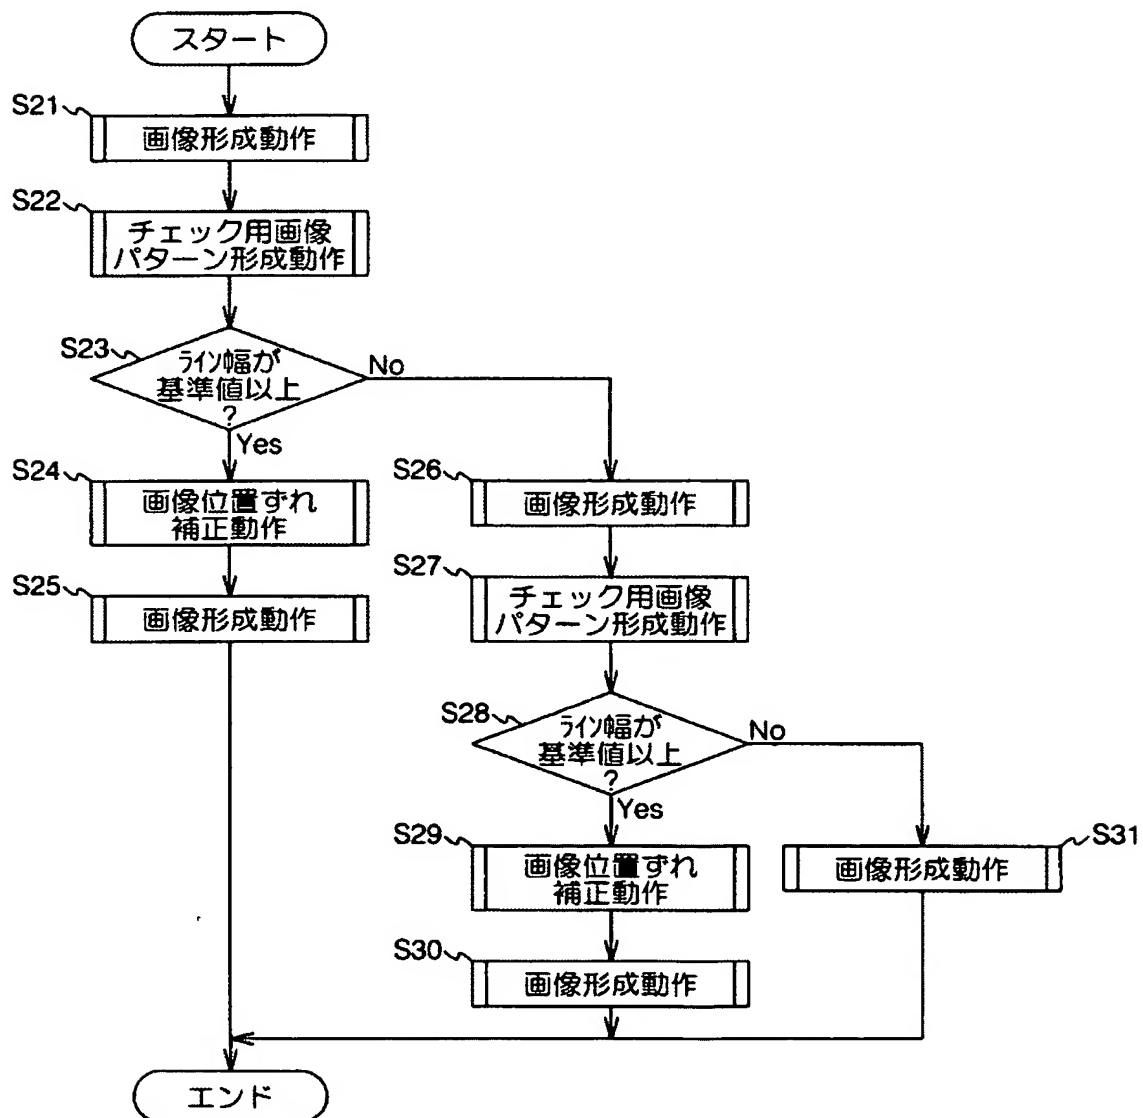 スタート
S21
画像形成動作
S22
チェック用画像
パターン形成動作
S23
ライン幅が
基準値以上
?
No
Yes
S24
画像位置ずれ
補正動作
S25
画像形成動作
S26
画像形成動作
S27
チェック用画像
パターン形成動作
S28
ライン幅が
基準値以上
?
No
Yes
S29
画像位置ずれ
補正動作
S30
画像形成動作
S31
画像形成動作
エンド